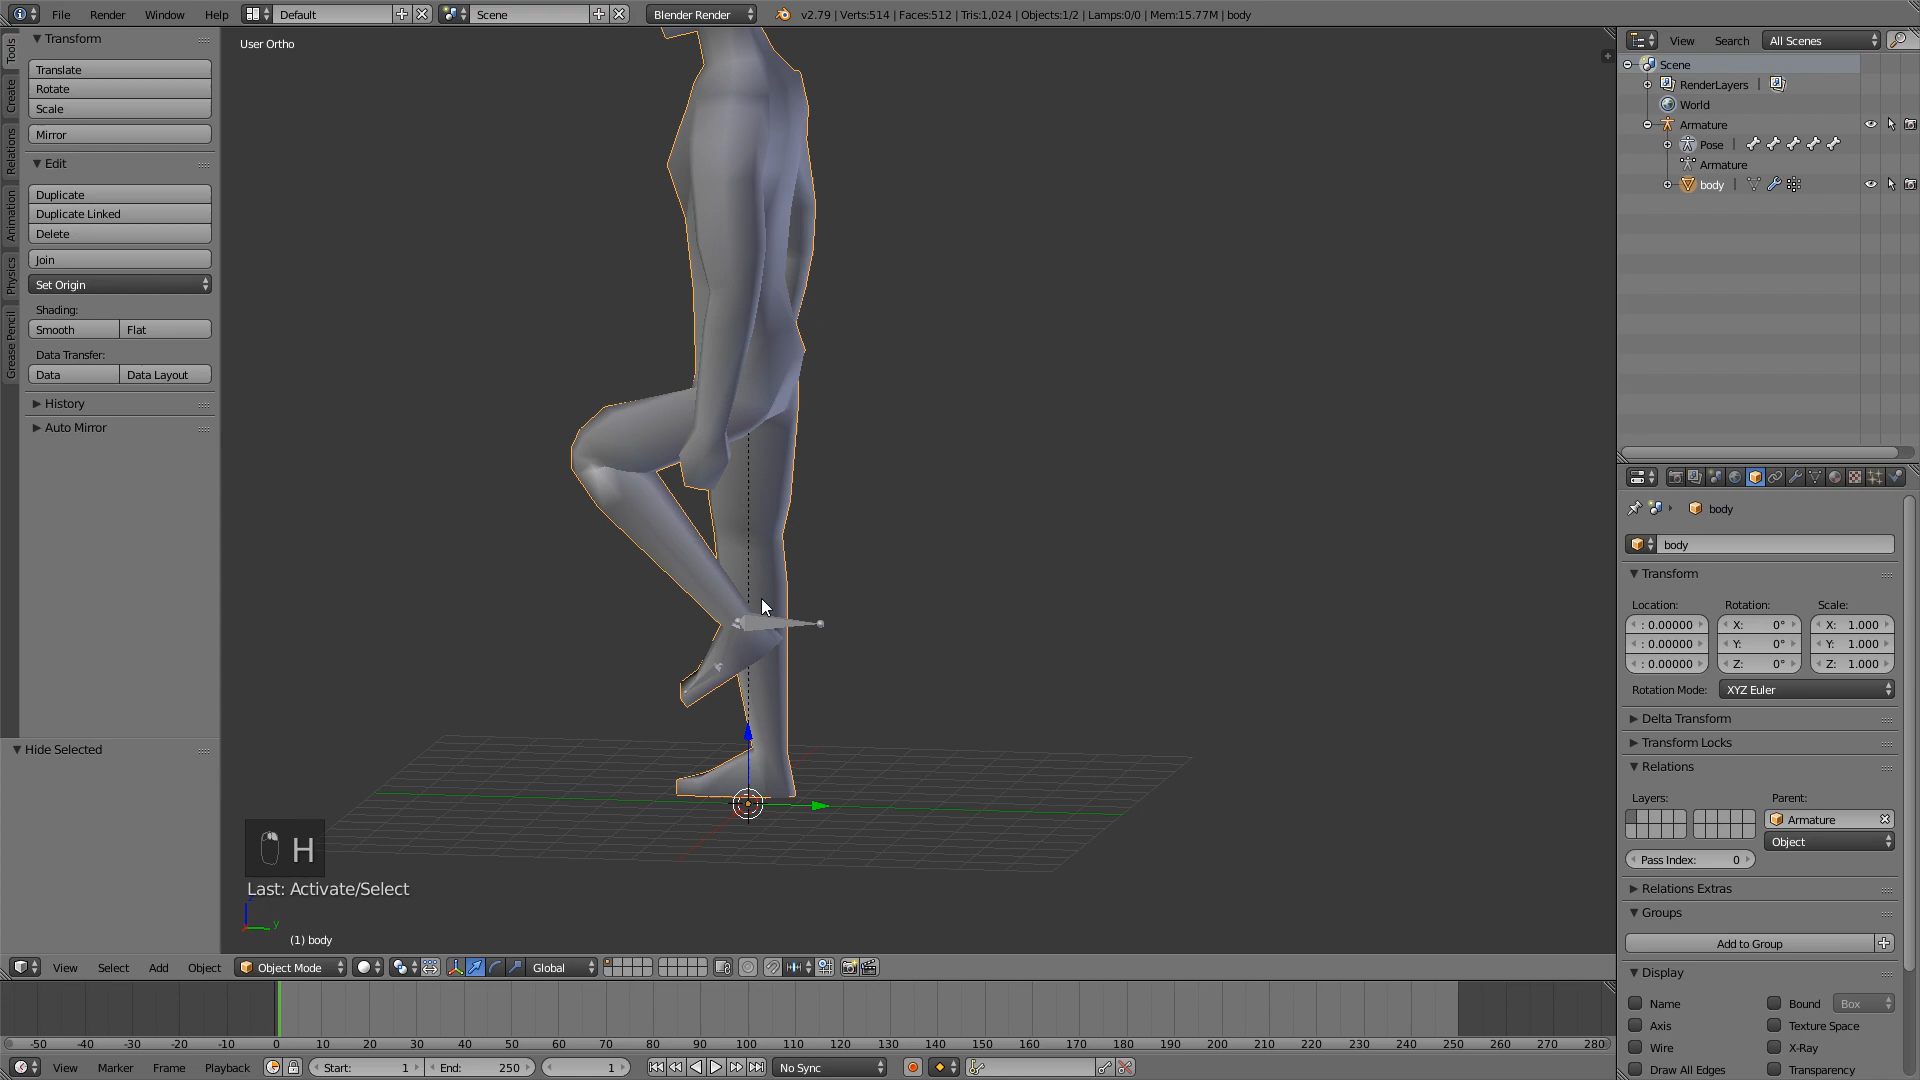 File Render Window Help
Default
Scene
Blender Render
v2.79 | Verts:514 | Faces:512 | Tris:1,024 | Objects:1/2 | Lamps:0/0 | Mem:15.77M | body
Tools
Create
Relations
Animation
Physics
Grease Pencil
Transform
Translate
Rotate
Scale
Mirror
Edit
Duplicate
Duplicate Linked
Delete
Join
Set Origin
Shading:
Smooth Flat
Data Transfer:
Data Data Layout
History
Auto Mirror
Hide Selected
User Ortho
H
Last: Activate/Select
y
(1) body
View Select Add Object Object Mode Global
-50 -40 -30 -20 -10 0 10 20 30 40 50 60 70 80 90 100 110 120 130 140 150 160 170 180 190 200 210 220 230 240 250 260 270 280
View Marker Frame Playback Start: 1 End: 250 1 No Sync
View Search All Scenes
Scene
RenderLayers |
World
Armature
Pose |
Armature
body |
body
body
Transform
Location: Rotation: Scale:
: 0.00000 X: 0° X: 1.000
: 0.00000 Y: 0° Y: 1.000
: 0.00000 Z: 0° Z: 1.000
Rotation Mode: XYZ Euler
Delta Transform
Transform Locks
Relations
Layers: Parent:
Armature
Object
Pass Index: 0
Relations Extras
Groups
Add to Group
Display
Name Bound Box
Axis Texture Space
Wire X-Ray
Draw All Edges Transparency